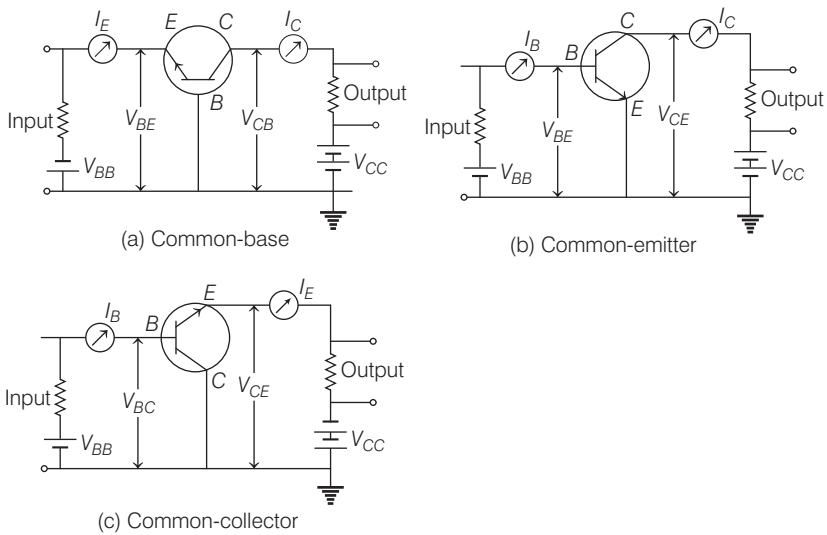 I_E E C I_C
B
Input V_BE V_CB Output
V_BB V_CC
(a) Common-base
I_B B C I_C
E
Input V_BE V_CE Output
V_BB V_CC
(b) Common-emitter
I_B B E I_E
C
Input V_BC V_CE Output
V_BB V_CC
(c) Common-collector